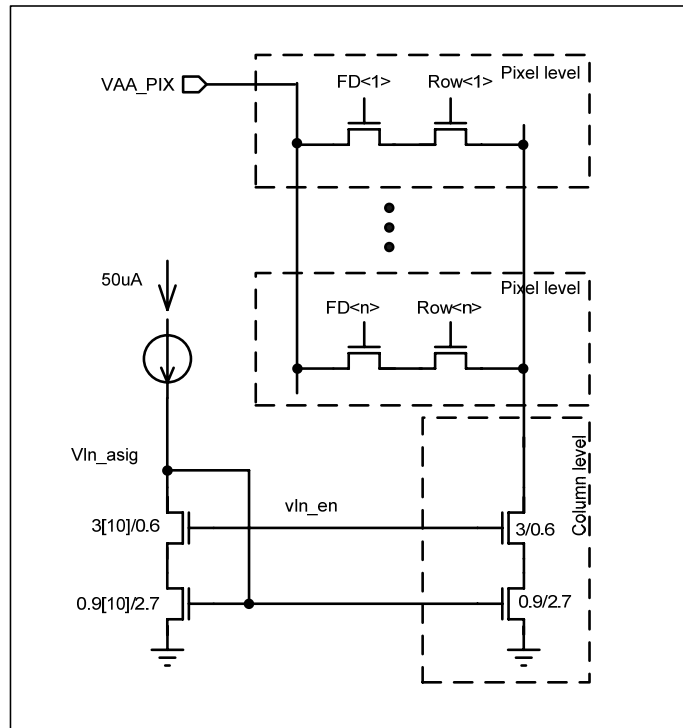 Pixel level
VAA_PIX
FD<1>
Row<1>
Pixel level
50uA
FD<n>
Row<n>
Vln_asig
vln_en
Column level
3[10]/0.6
3/0.6
0.9[10]/2.7
0.9/2.7